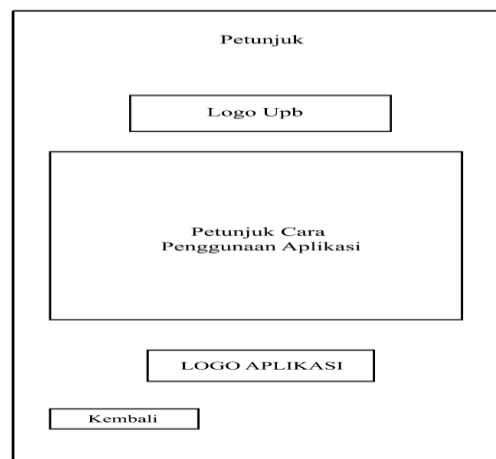 Petunjuk
Logo Upb
Petunjuk Cara
Penggunaan Aplikasi
LOGO APLIKASI
Kembali